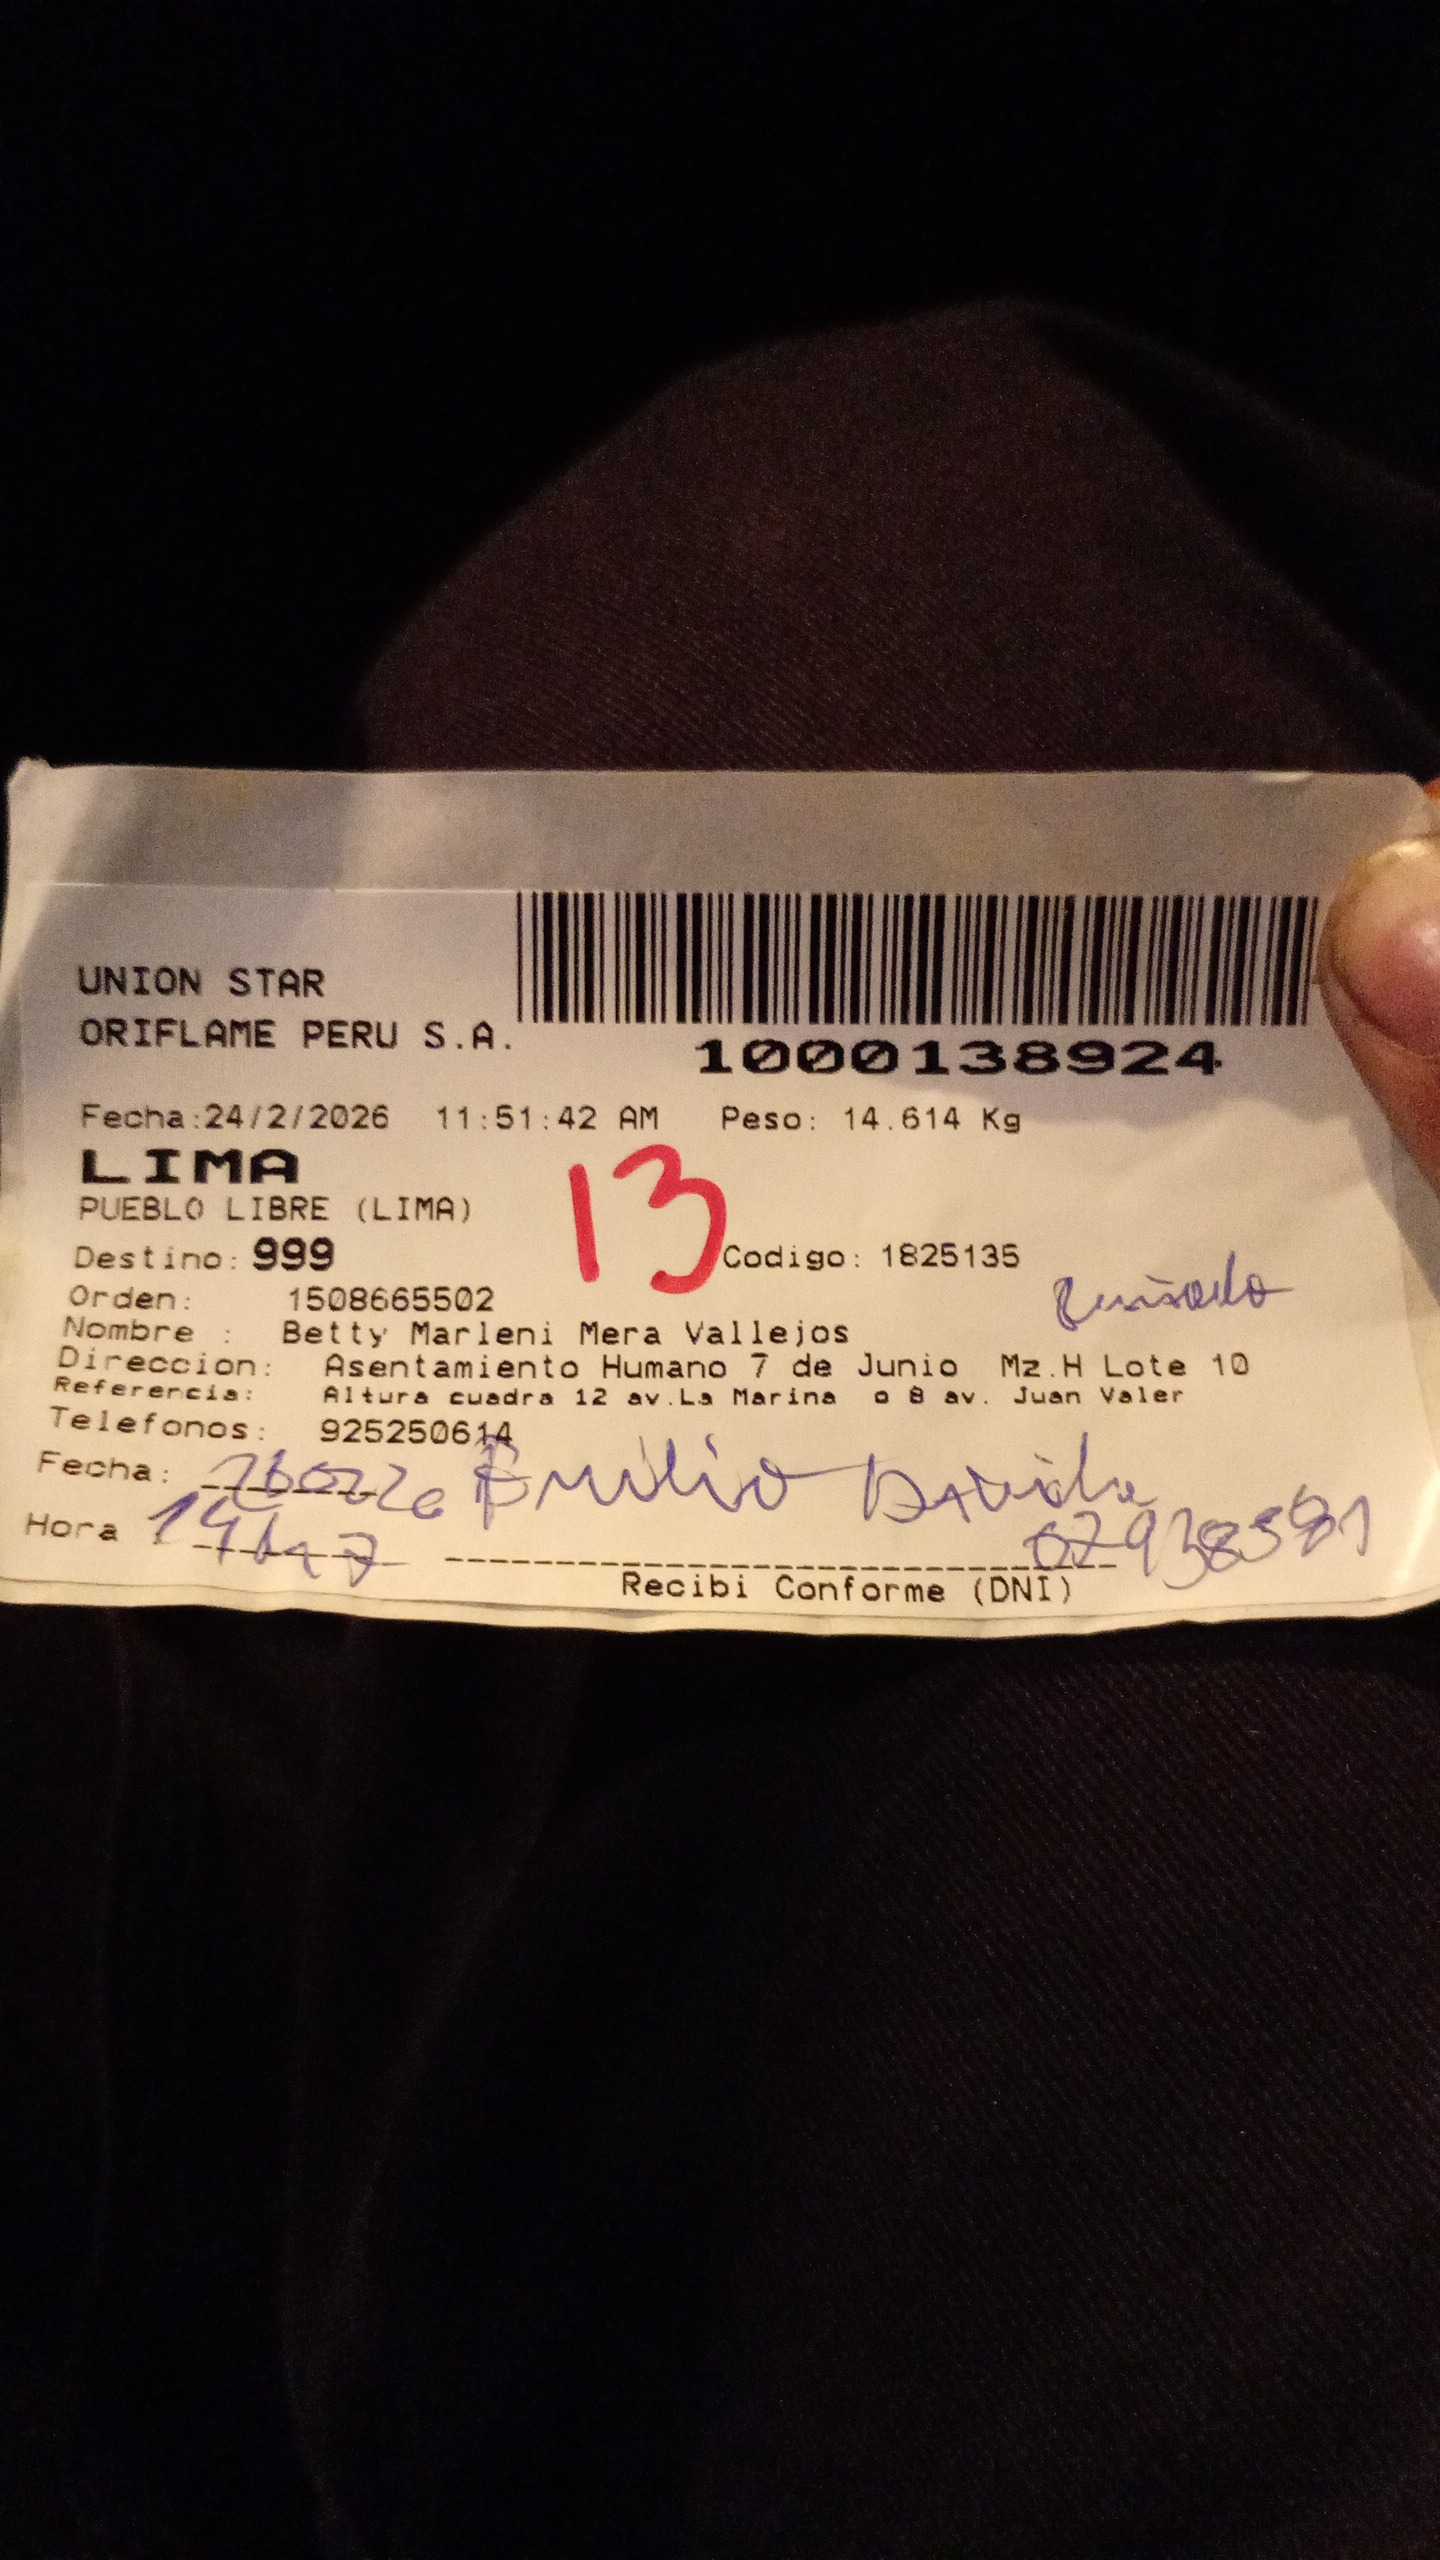 UNION STAR
ORIFLAME PERU S.A.
1000138924
Fecha:24/2/2026 11:51:42 AM Peso: 14.614 Kg
LIMA
13
PUEBLO LIBRE (LIMA)
Destino: 999 Codigo: 1825135
Orden: 1508665502
Nombre : Betty Marleni Mera Vallejos
Direccion: Asentamiento Humano 7 de Junio Mz.H Lote 10
Referencia: Altura cuadra 12 av.La Marina o 8 av. Juan Valer
Telefonos: 925250614
Fecha: Emilio
Hora
Recibi Conforme (DNI)